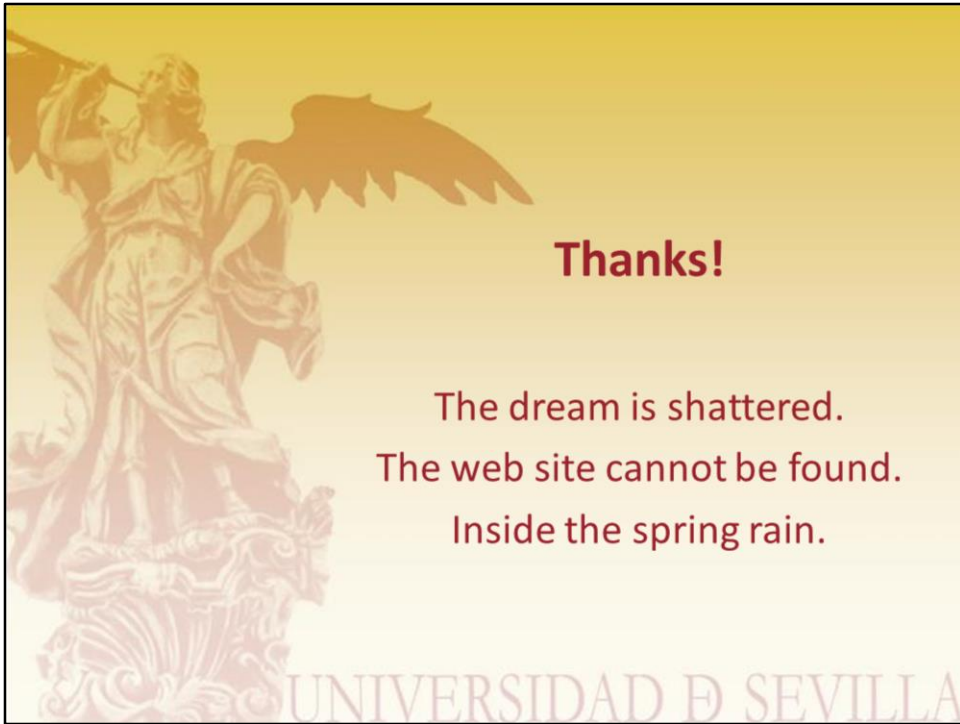 Thanks!
The dream is shattered.
The web site cannot be found.
Inside the spring rain.
UNIVERSIDAD Ð SEVILLA